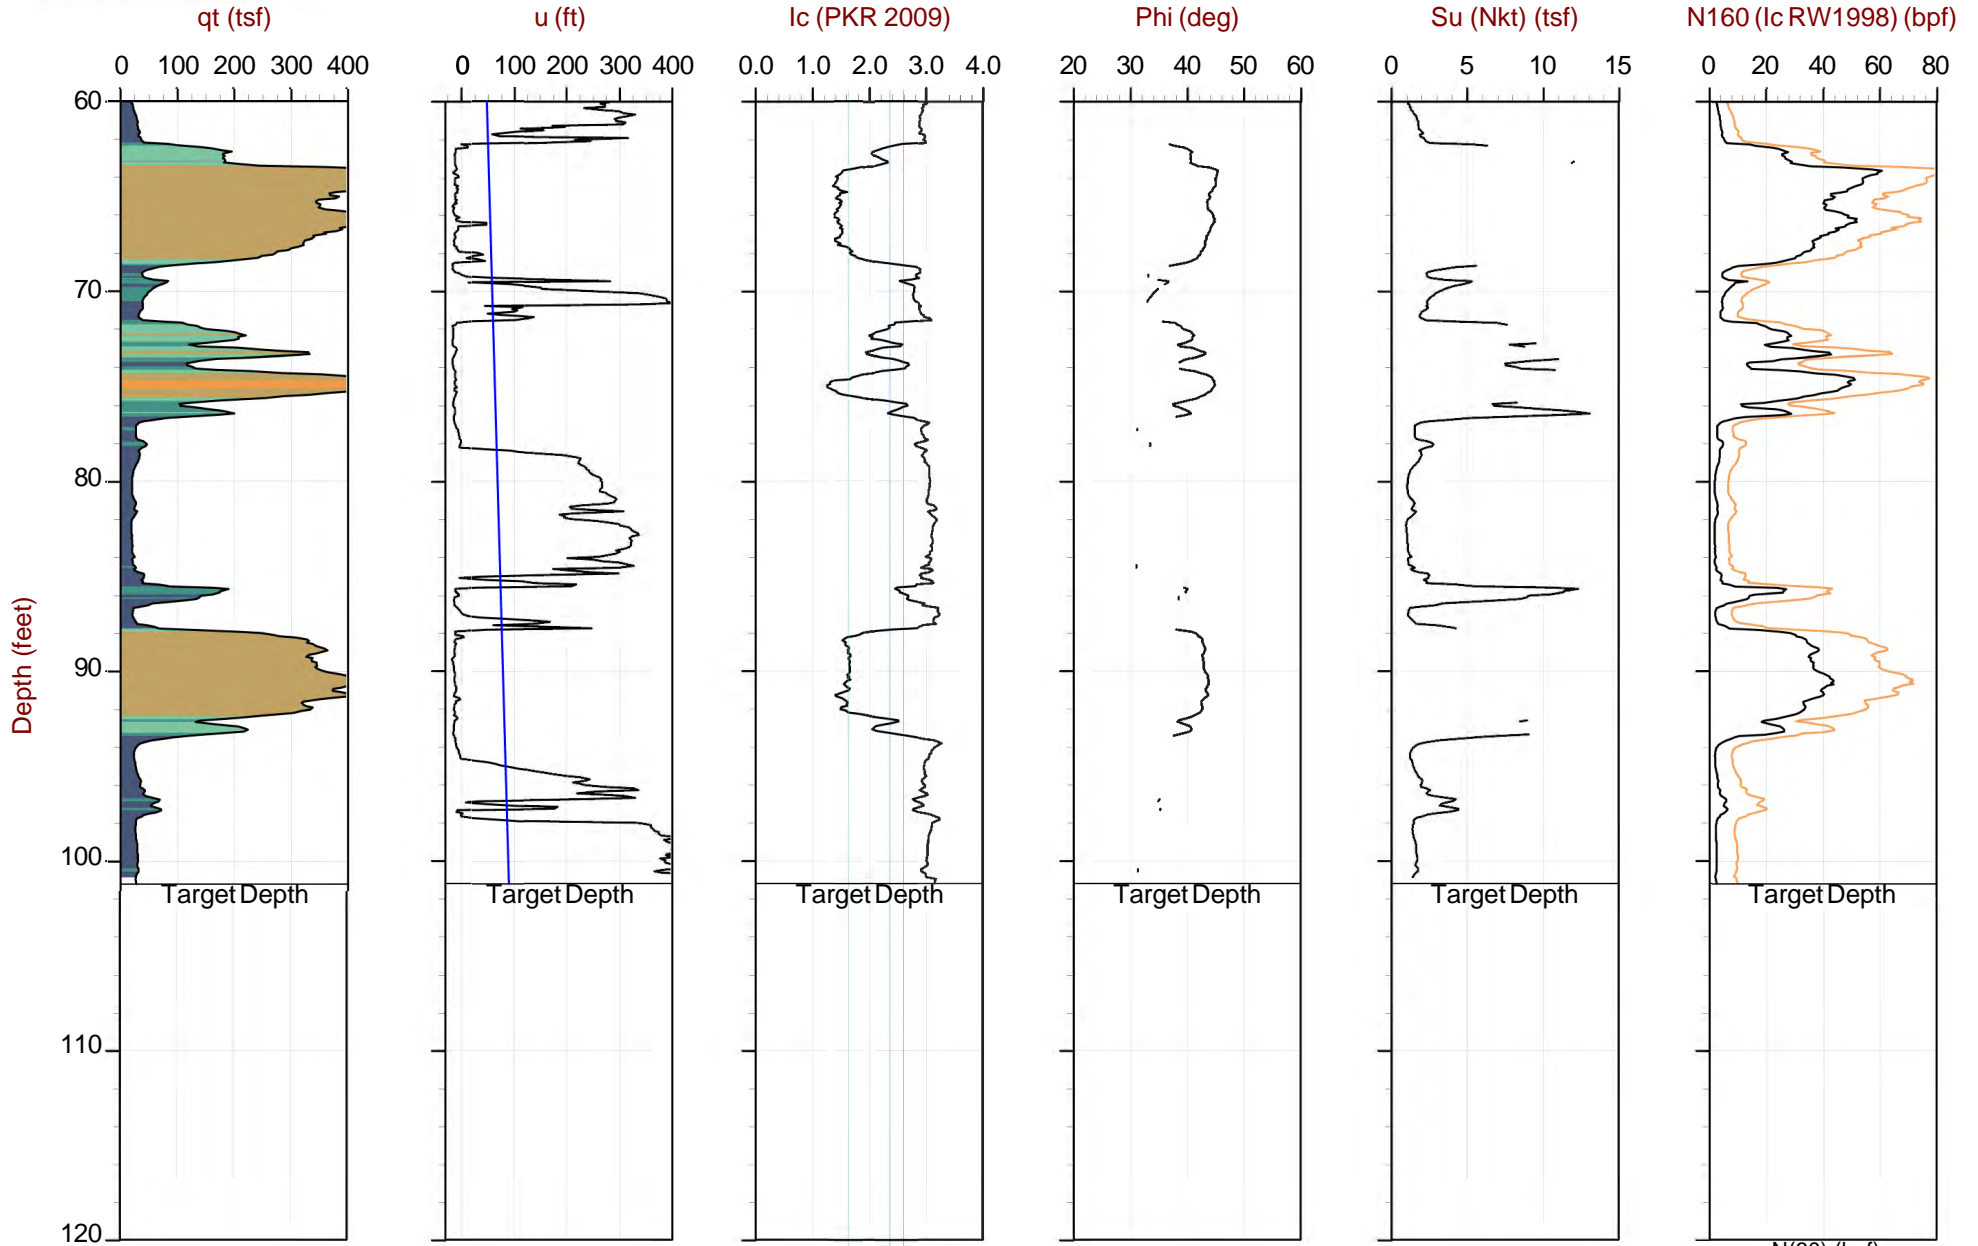 qt (tsf) u (ft) Ic (PKR 2009) Phi (deg) Su (Nkt) (tsf) N160 (Ic RW1998) (bpf)
0 100 200 300 400 0 100 200 300 400 0.0 1.0 2.0 3.0 4.0 20 30 40 50 60 0 5 10 15 0 20 40 60 80
60
70
80
Depth (feet)
90
100
Target Depth Target Depth Target Depth Target Depth Target Depth Target Depth
110
120